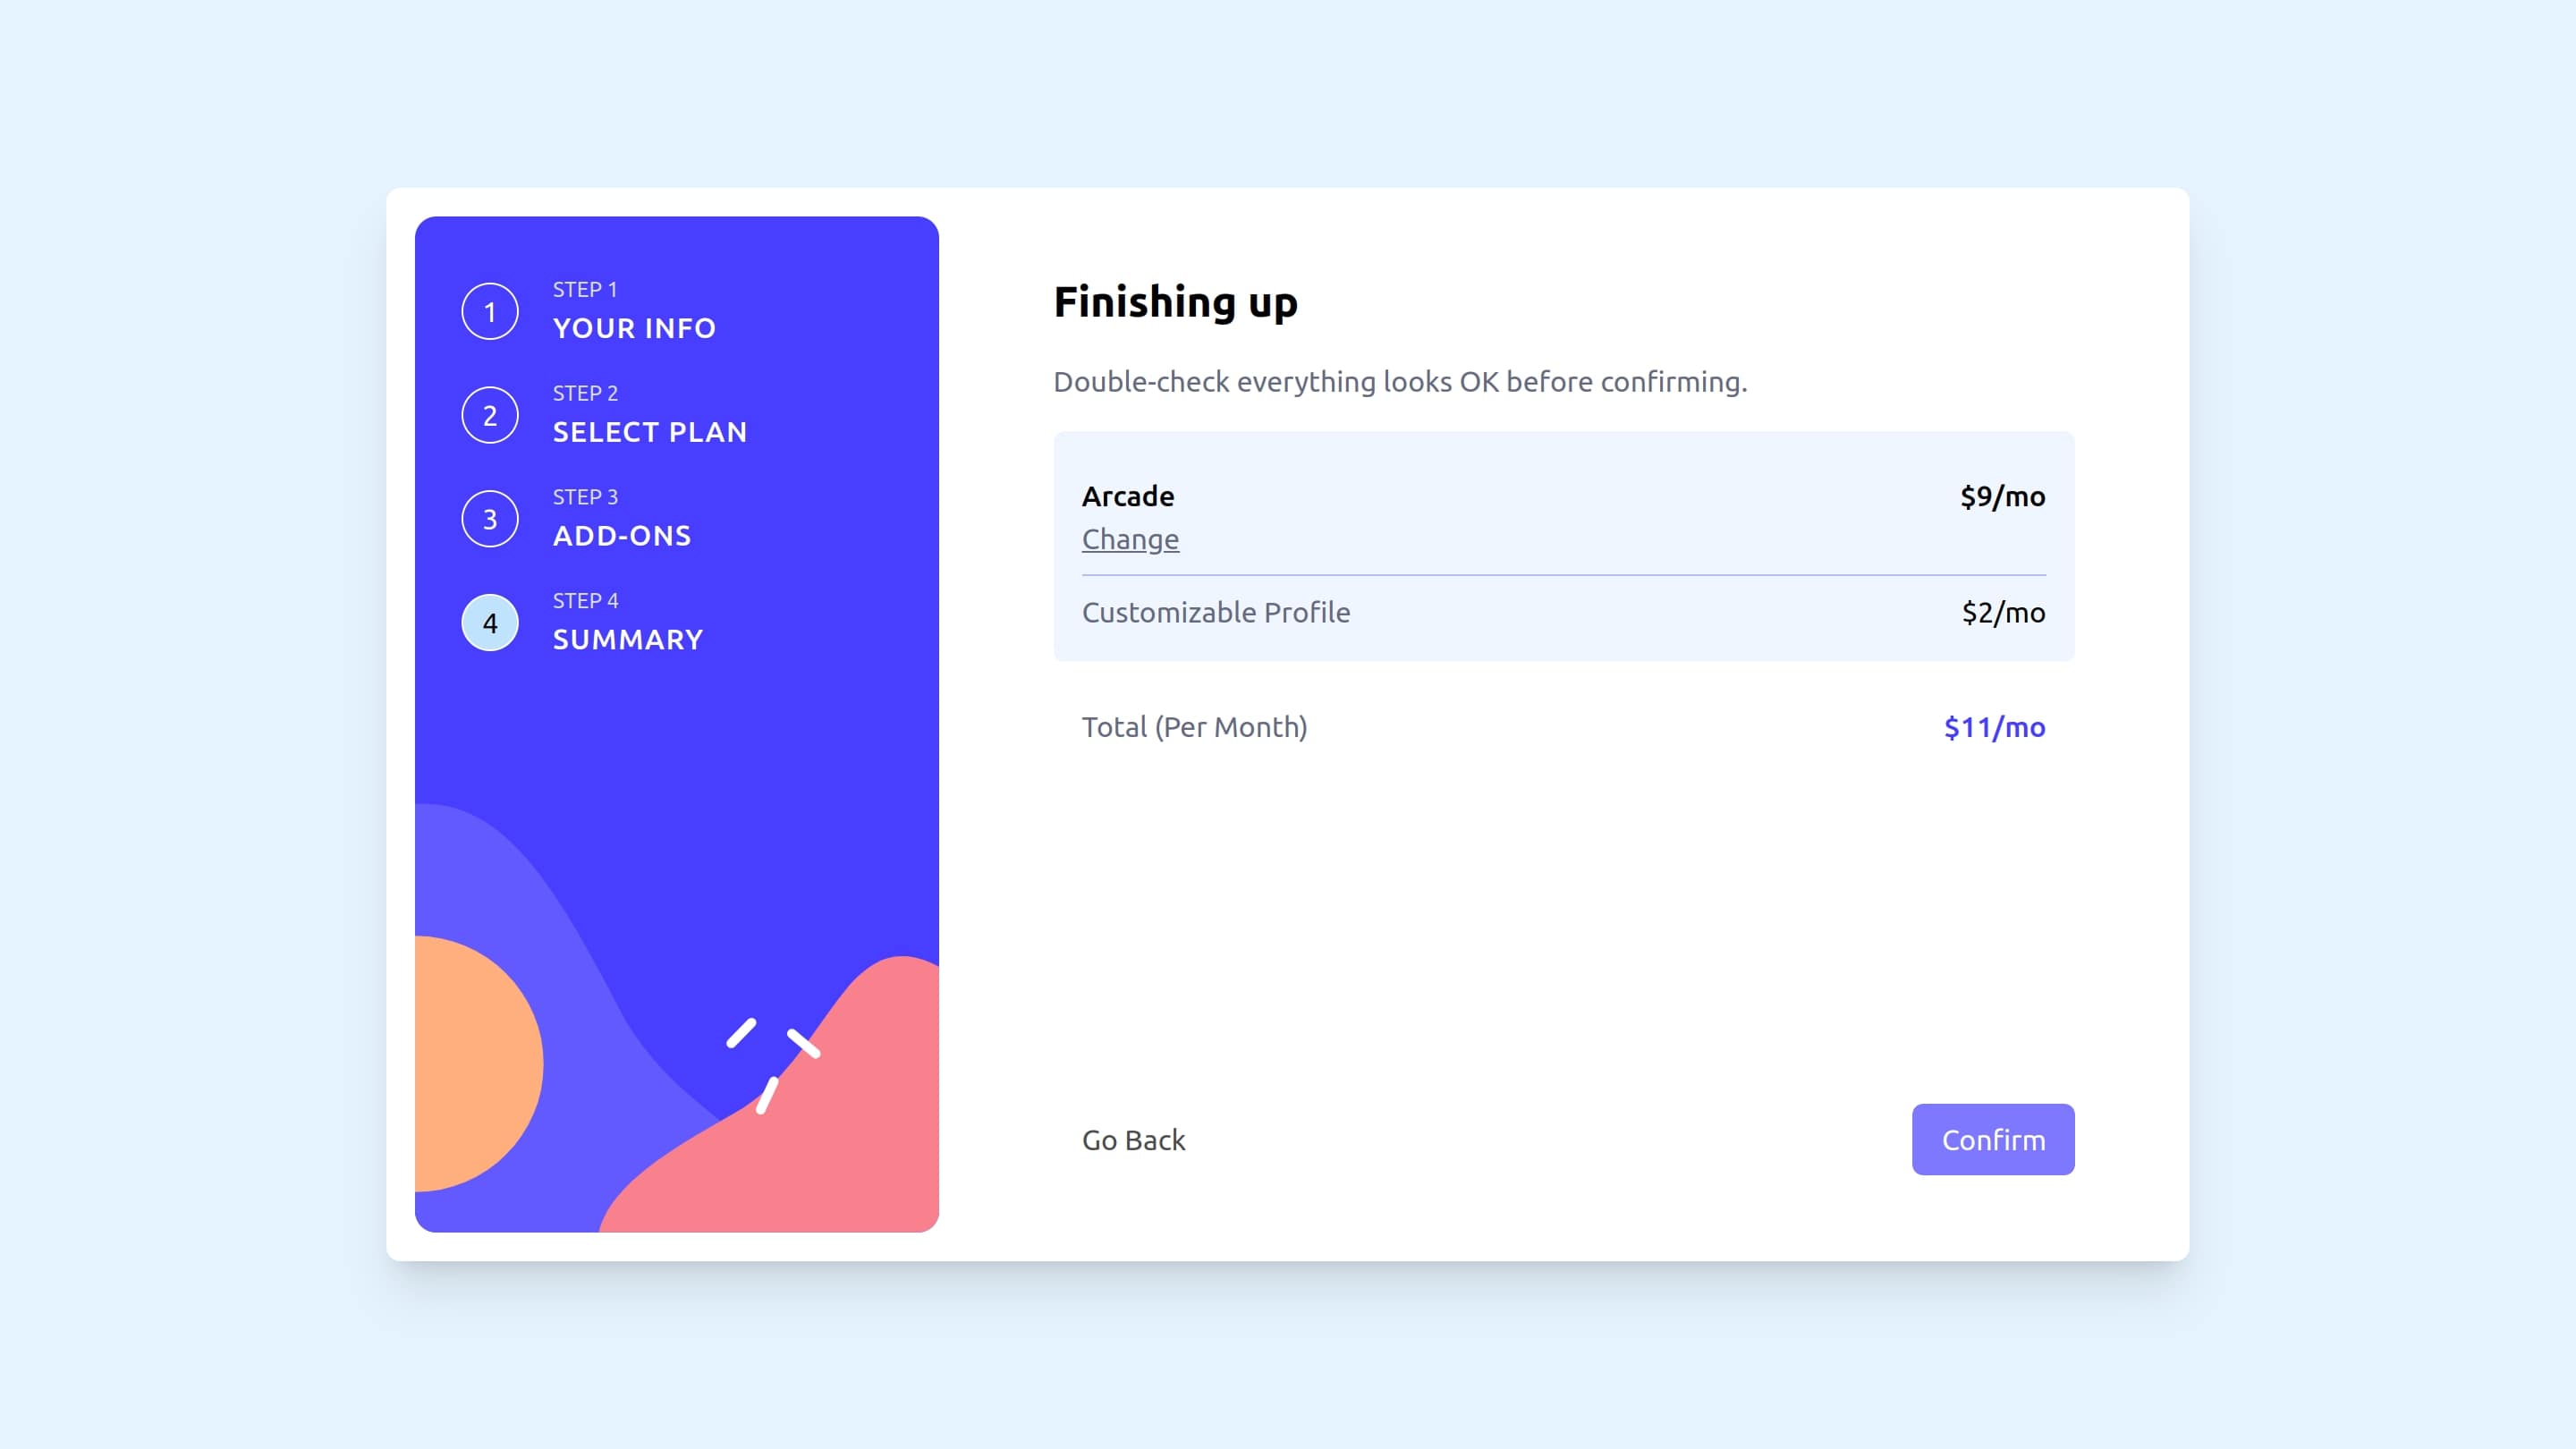 1
STEP 1
YOUR INFO
2
STEP 2
SELECT PLAN
3
STEP 3
ADD-ONS
4
STEP 4
SUMMARY
Finishing up
Double-check everything looks OK before confirming.
Arcade $9/mo
Change
Customizable Profile $2/mo
Total (Per Month) $11/mo
Go Back Confirm